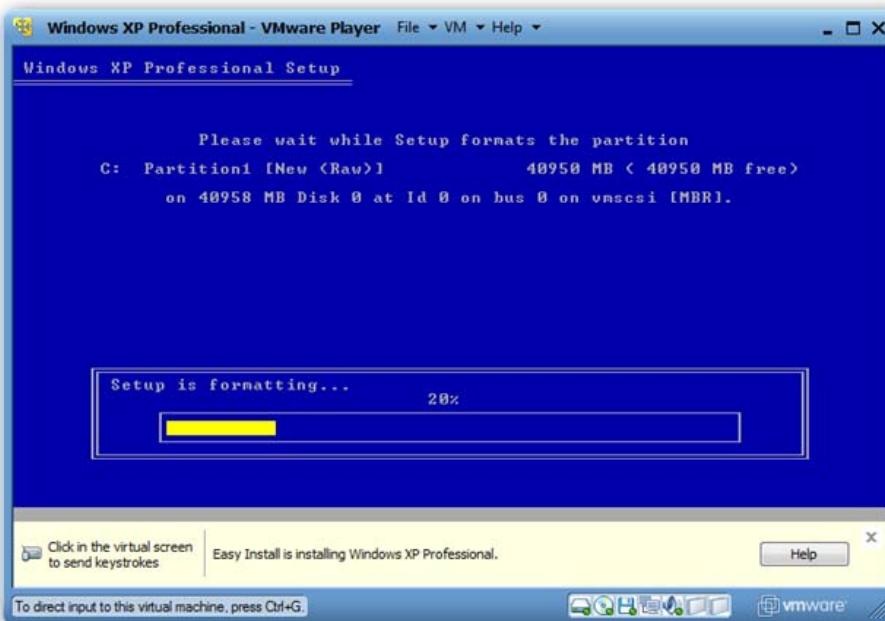 Windows XP Professional - VMware Player File VM Help
Windows XP Professional Setup
Please wait while Setup formats the partition
C: Partition1 [New (Raw)] 40950 MB ( 40950 MB free)
on 40958 MB Disk 0 at Id 0 on bus 0 on vmscsi [MBR].
Setup is formatting...
20%
Click in the virtual screen
to send keystrokes
Easy Install is installing Windows XP Professional.
Help
To direct input to this virtual machine, press Ctrl+G.
vmware